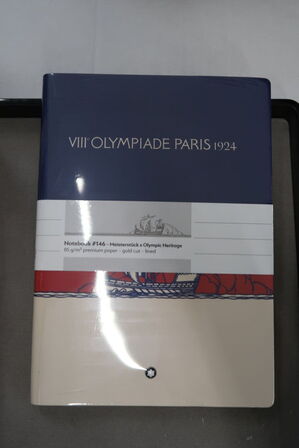 VIIIᵉ OLYMPIADE PARIS 1924
Notebook #146 - Meisterstück x Olympic Heritage
85 g/m² premium paper - gold cut - lined